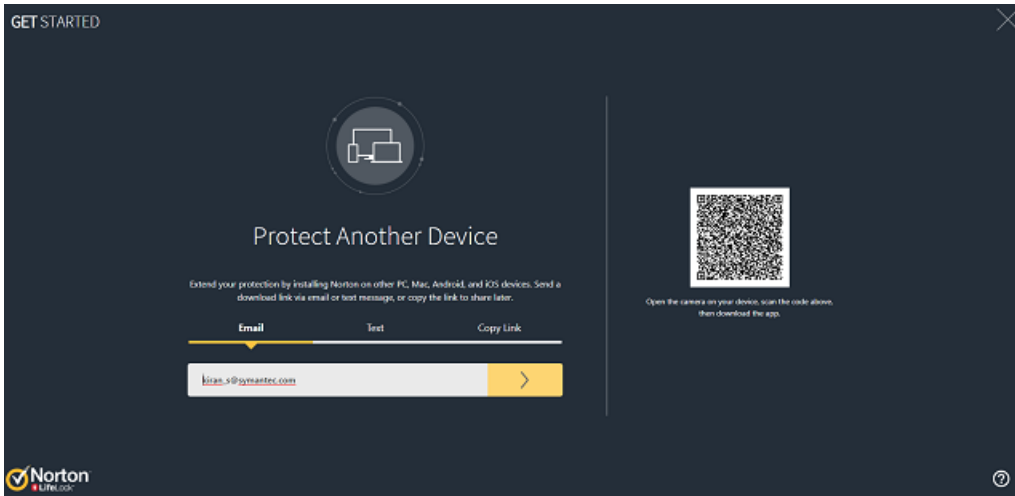 GET STARTED
Protect Another Device
Extend your protection by installing Norton on other PC, Mac, Android, and iOS devices. Send a
download link via email or text message, or copy the link to share later.
Email Text Copy Link
kiran_s@symantec.com
Open the camera on your device, scan the code above,
then download the app.
Norton
LifeLock